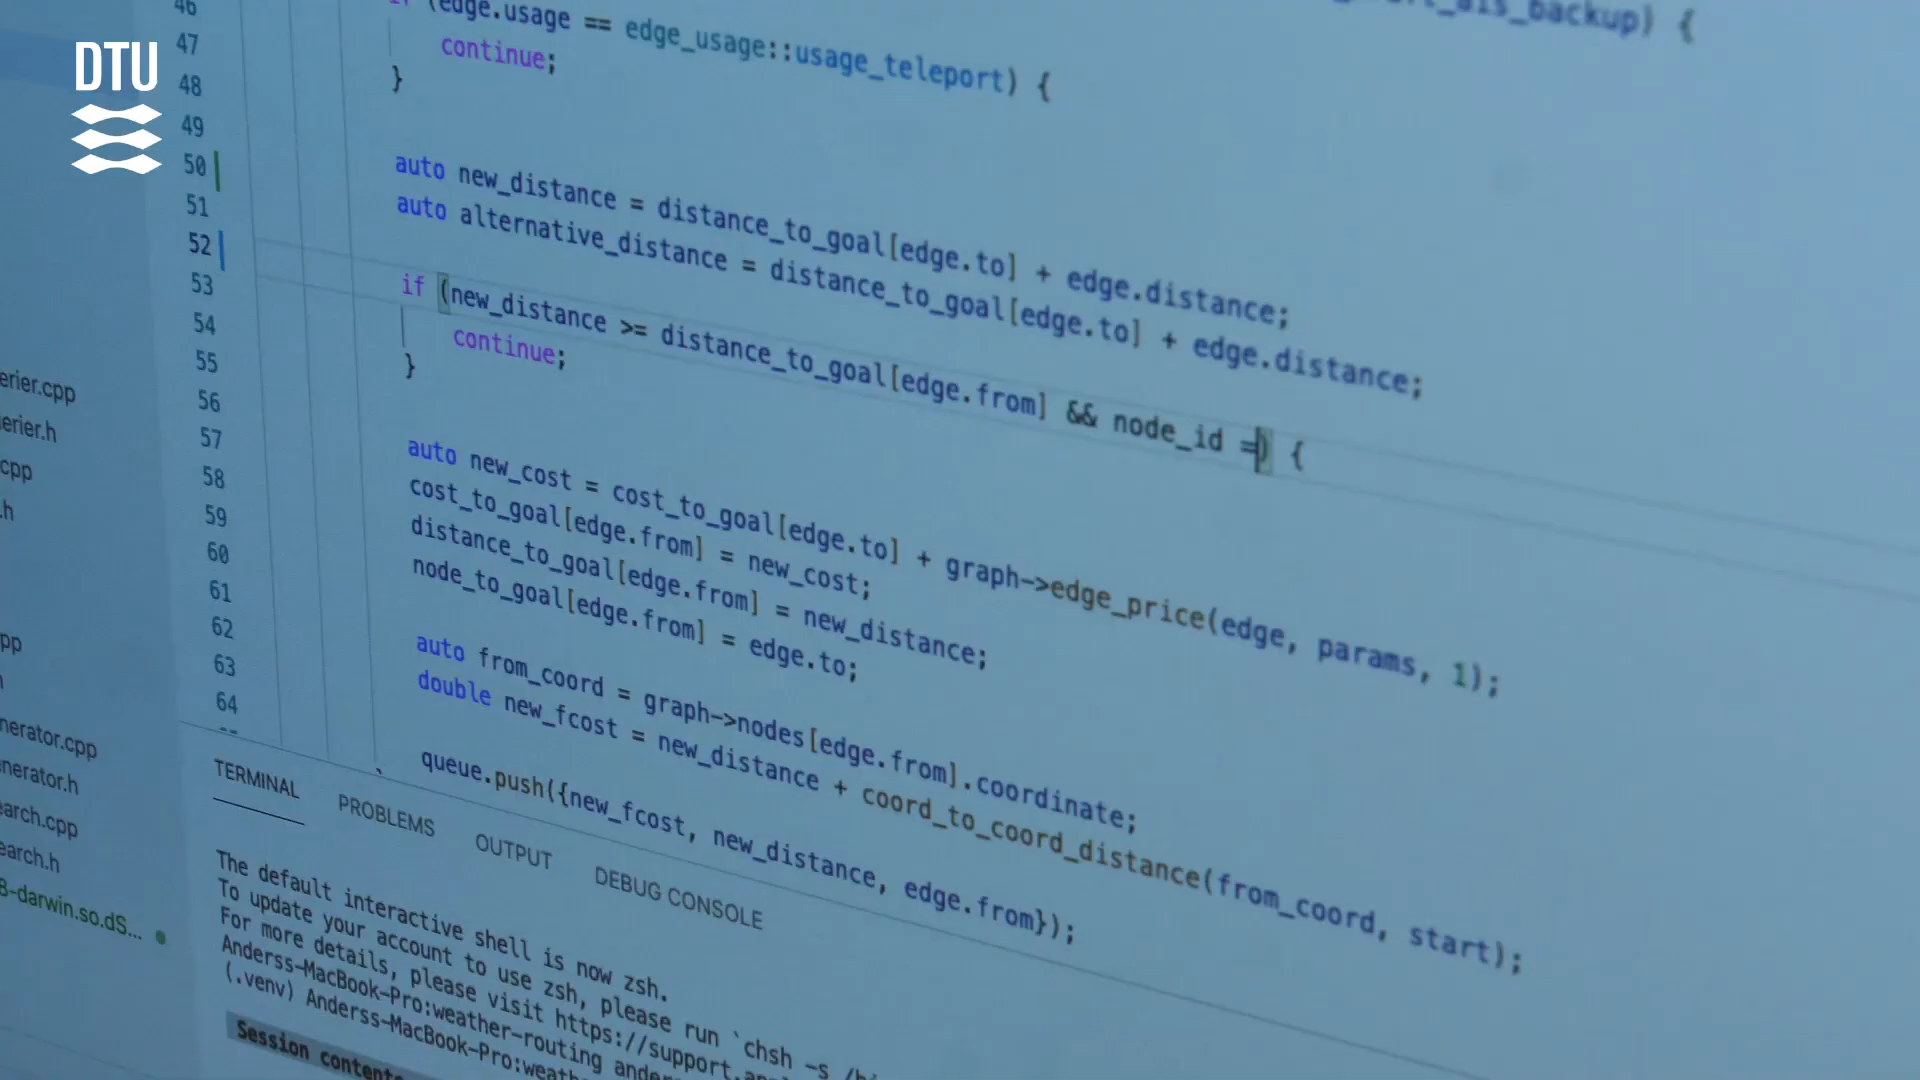 DTU
46
47
48
49
50
51
52
53
54
55
56
57
58
59
60
61
62
63
64
(edge.usage == edge_usage::usage_teleport) {
continue;
}
auto new_distance = distance_to_goal[edge.to] + edge.distance;
auto alternative_distance = distance_to_goal[edge.to] + edge.distance;
if (new_distance >= distance_to_goal[edge.from] && node_id =) {
continue;
}
auto new_cost = cost_to_goal[edge.to] + graph->edge_price(edge, params, 1);
cost_to_goal[edge.from] = new_cost;
distance_to_goal[edge.from] = new_distance;
node_to_goal[edge.from] = edge.to;
auto from_coord = graph->nodes[edge.from].coordinate;
double new_fcost = new_distance + coord_to_coord_distance(from_coord, start);
queue.push({new_fcost, new_distance, edge.from});
erier.cpp
erier.h
cpp
.h
pp
nerator.cpp
nerator.h
earch.cpp
earch.h
8-darwin.so.dS...
TERMINAL PROBLEMS OUTPUT DEBUG CONSOLE
The default interactive shell is now zsh.
To update your account to use zsh, please run `chsh -s
For more details, please visit https://support.
Anderss-MacBook-Pro:weather-routing
(.venv) Anderss-MacBook-Pro:
Session